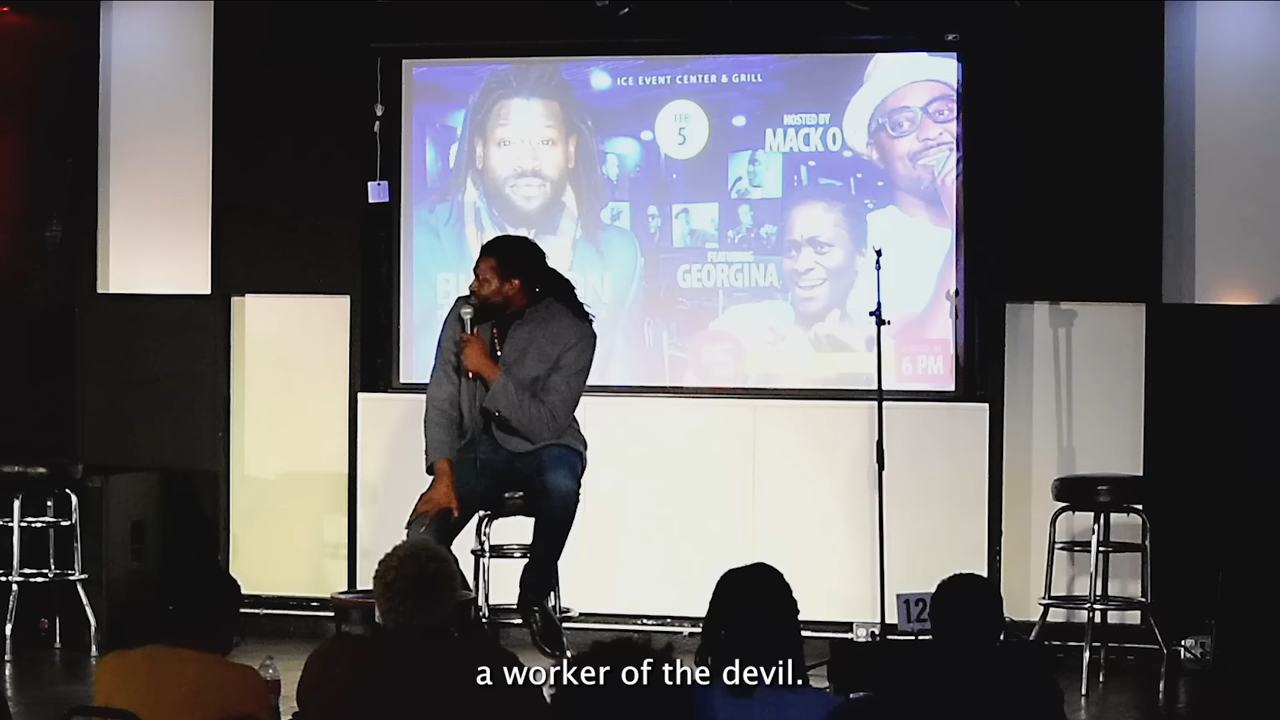 ICE EVENT CENTER & GRILL
FEB
5
HOSTED BY
MACK O
FEATURING
GEORGINA
6 PM
12
a worker of the devil.